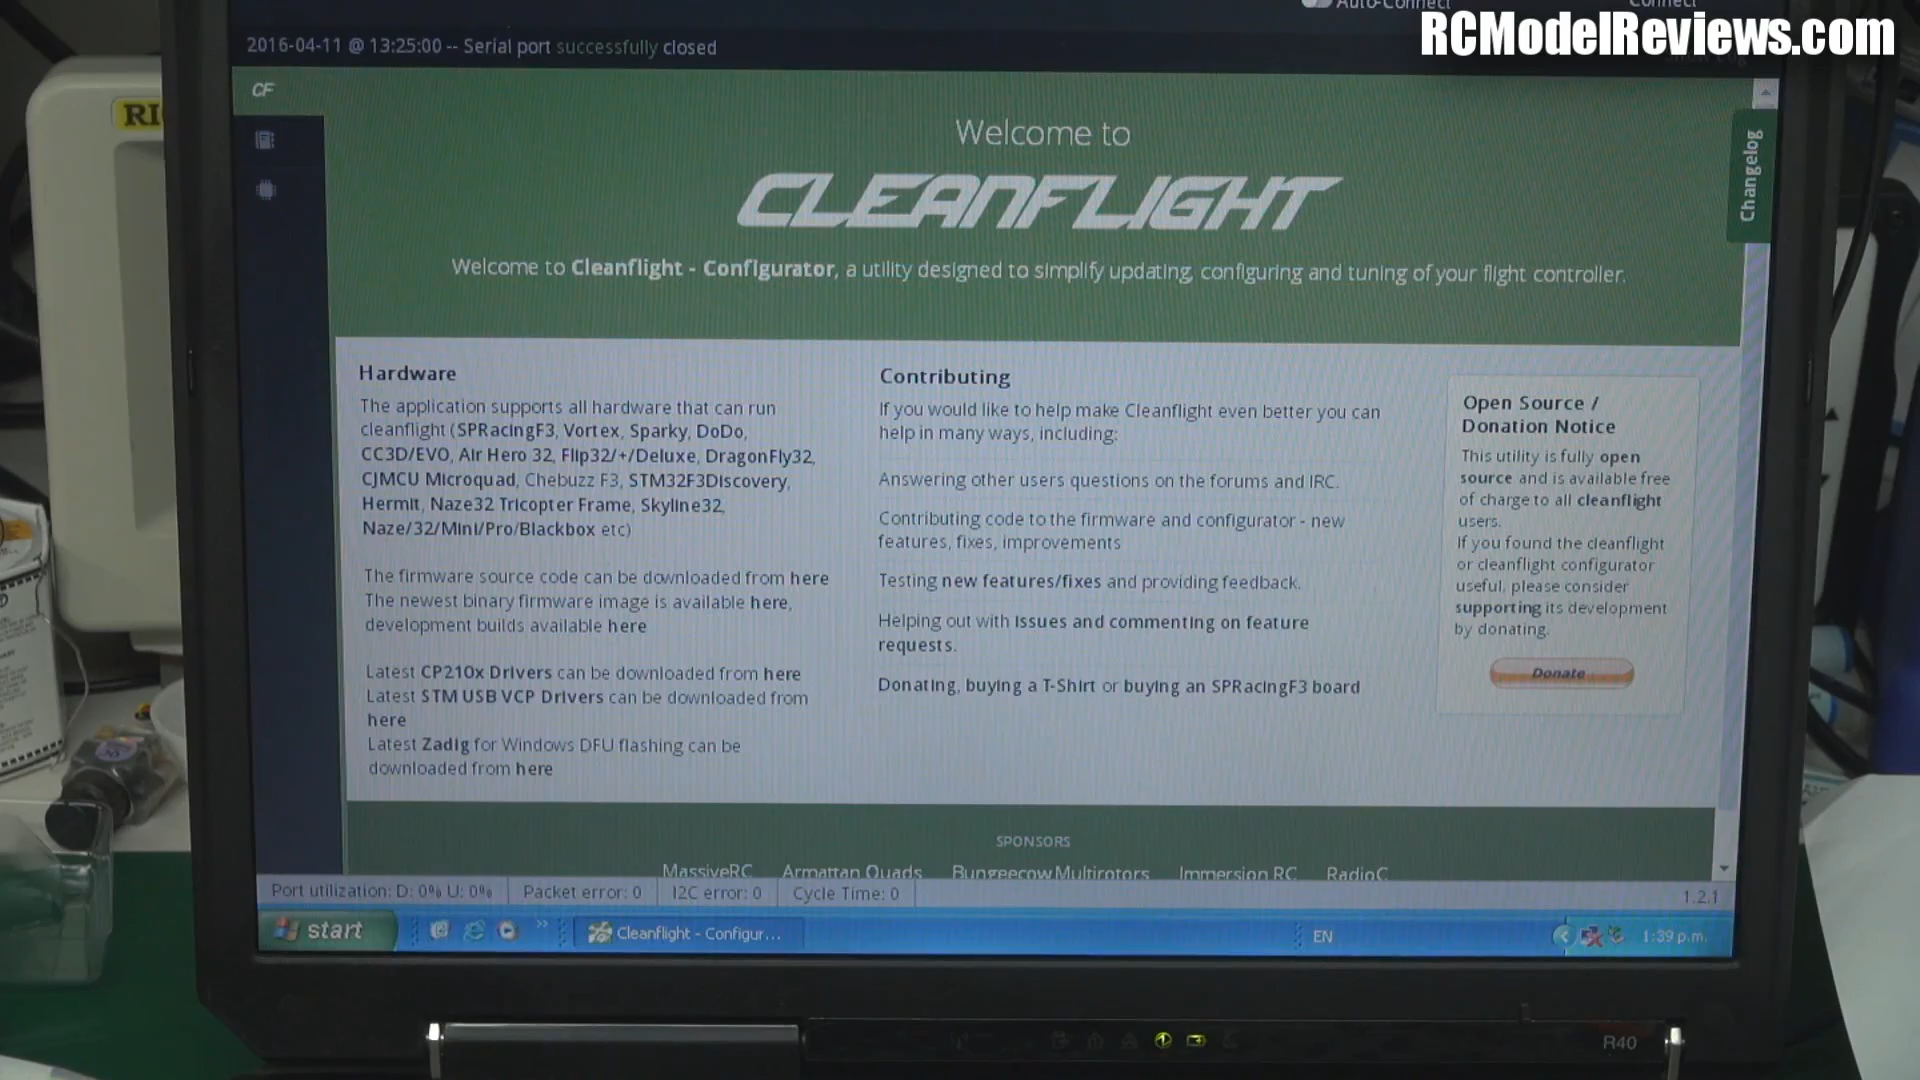 Auto-Connect
Connect
RCModelReviews.com
2016-04-11 @ 13:25:00 -- Serial port successfully closed
CF
RI
Changelog
Welcome to
CLEANFLIGHT
Welcome to Cleanflight - Configurator, a utility designed to simplify updating, configuring and tuning of your flight controller.
Hardware
The application supports all hardware that can run
cleanflight (SPRacingF3, Vortex, Sparky, DoDo,
CC3D/EVO, Air Hero 32, Flip32/+/Deluxe, DragonFly32,
CJMCU Microquad, Chebuzz F3, STM32F3Discovery,
Hermit, Naze32 Tricopter Frame, Skyline32,
Naze/32/Mini/Pro/Blackbox etc)
The firmware source code can be downloaded from here
The newest binary firmware image is available here,
development builds available here
Latest CP210x Drivers can be downloaded from here
Latest STM USB VCP Drivers can be downloaded from
here
Latest Zadig for Windows DFU flashing can be
downloaded from here
Contributing
If you would like to help make Cleanflight even better you can
help in many ways, including:
Answering other users questions on the forums and IRC.
Contributing code to the firmware and configurator - new
features, fixes, improvements
Testing new features/fixes and providing feedback.
Helping out with issues and commenting on feature
requests.
Donating, buying a T-Shirt or buying an SPRacingF3 board
Open Source /
Donation Notice
This utility is fully open
source and is available free
of charge to all cleanflight
users.
If you found the cleanflight
or cleanflight configurator
useful, please consider
supporting its development
by donating.
Donate
SPONSORS
MassiveRC Armattan Quads Bungeecow Multirotors Immersion RC RadioC
Port utilization: D: 0% U: 0% Packet error: 0 I2C error: 0 Cycle Time: 0 1.2.1
start Cleanflight - Configur... EN 1:39 p.m.
R40